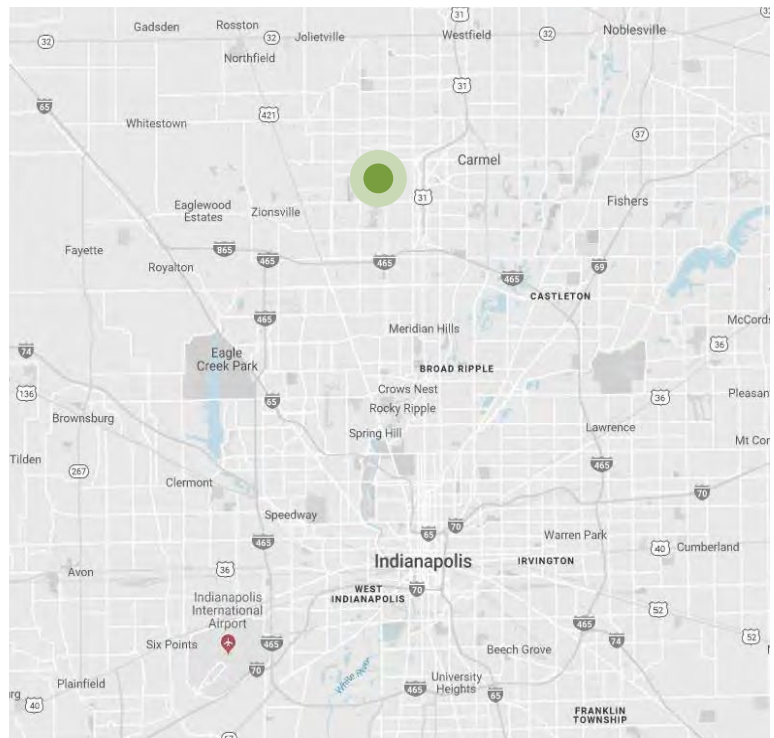 Gadsden
Rosston
31
32
32
Jolietville
Westfield
32
Noblesville
32
Northfield
65
31
421
Whitestown
37
Carmel
31
Eaglewood
Estates
Zionsville
Fishers
Fayette
865
465
465
69
Royalton
465
CASTLETON
465
Meridian Hills
McCords
36
74
Eagle
Creek Park
BROAD RIPPLE
136
65
Crows Nest
36
Pleasan
Rocky Ripple
Brownsburg
Spring Hill
Lawrence
Mt Com
Tilden
267
465
Clermont
70
Speedway
65
70
465
Warren Park
40
Cumberland
Indianapolis
IRVINGTON
Avon
36
WEST
INDIANAPOLIS
70
Indianapolis
International
Airport
52
465
52
Six Points
465
74
Beech Grove
70
White River
University
Heights
Plainfield
465
65
40
FRANKLIN
TOWNSHIP
67